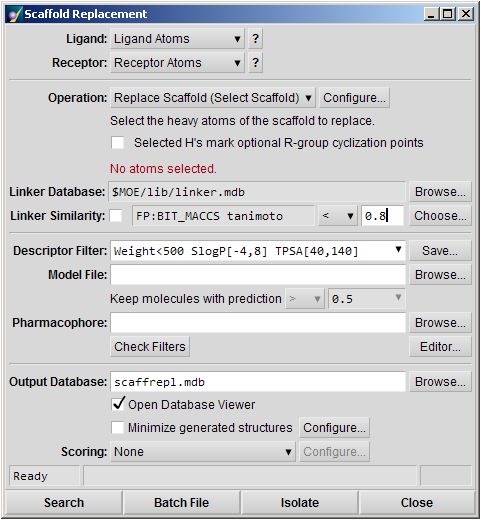 Scaffold Replacement
Ligand: Ligand Atoms ?
Receptor: Receptor Atoms ?
Operation: Replace Scaffold (Select Scaffold) Configure...
Select the heavy atoms of the scaffold to replace.
Selected H's mark optional R-group cyclization points
No atoms selected.
Linker Database: $MOE/lib/linker.mdb Browse...
Linker Similarity: FP:BIT_MACCS tanimoto < 0.8 Choose...
Descriptor Filter: Weight<500 SlogP[-4,8] TPSA[40,140] Save...
Model File: Browse...
Keep molecules with prediction > 0.5
Pharmacophore: Browse...
Check Filters Editor...
Output Database: scaffrepl.mdb Browse...
Open Database Viewer
Minimize generated structures Configure...
Scoring: None Configure...
Ready
Search Batch File Isolate Close